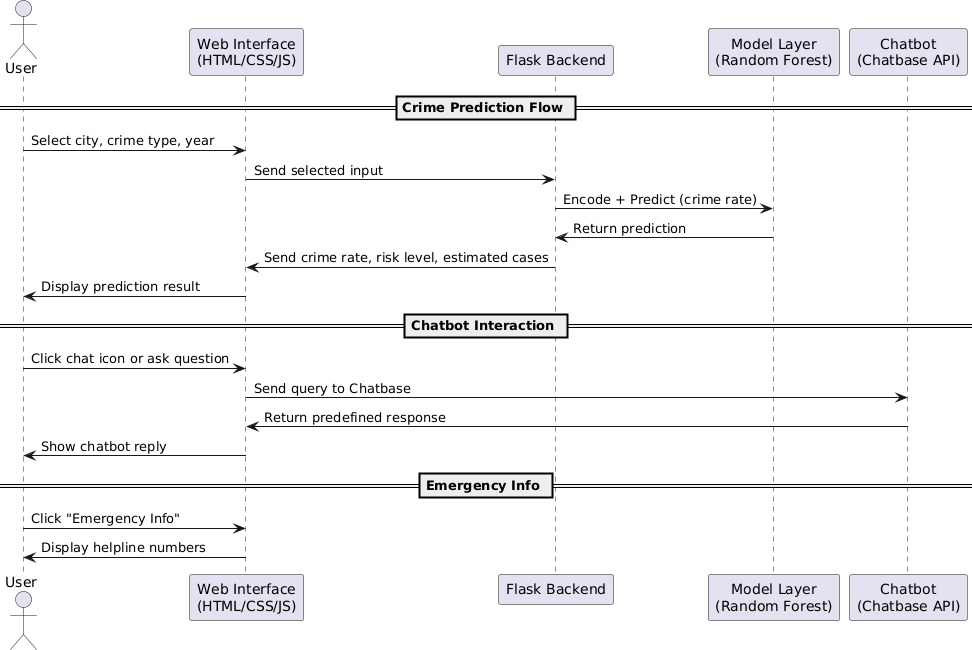 User
Web Interface
(HTML/CSS/JS)
Flask Backend
Model Layer
(Random Forest)
Chatbot
(Chatbase API)
Crime Prediction Flow
Select city, crime type, year
Send selected input
Encode + Predict (crime rate)
Return prediction
Send crime rate, risk level, estimated cases
Display prediction result
Chatbot Interaction
Click chat icon or ask question
Send query to Chatbase
Return predefined response
Show chatbot reply
Emergency Info
Click "Emergency Info"
Display helpline numbers
User
Web Interface
(HTML/CSS/JS)
Flask Backend
Model Layer
(Random Forest)
Chatbot
(Chatbase API)